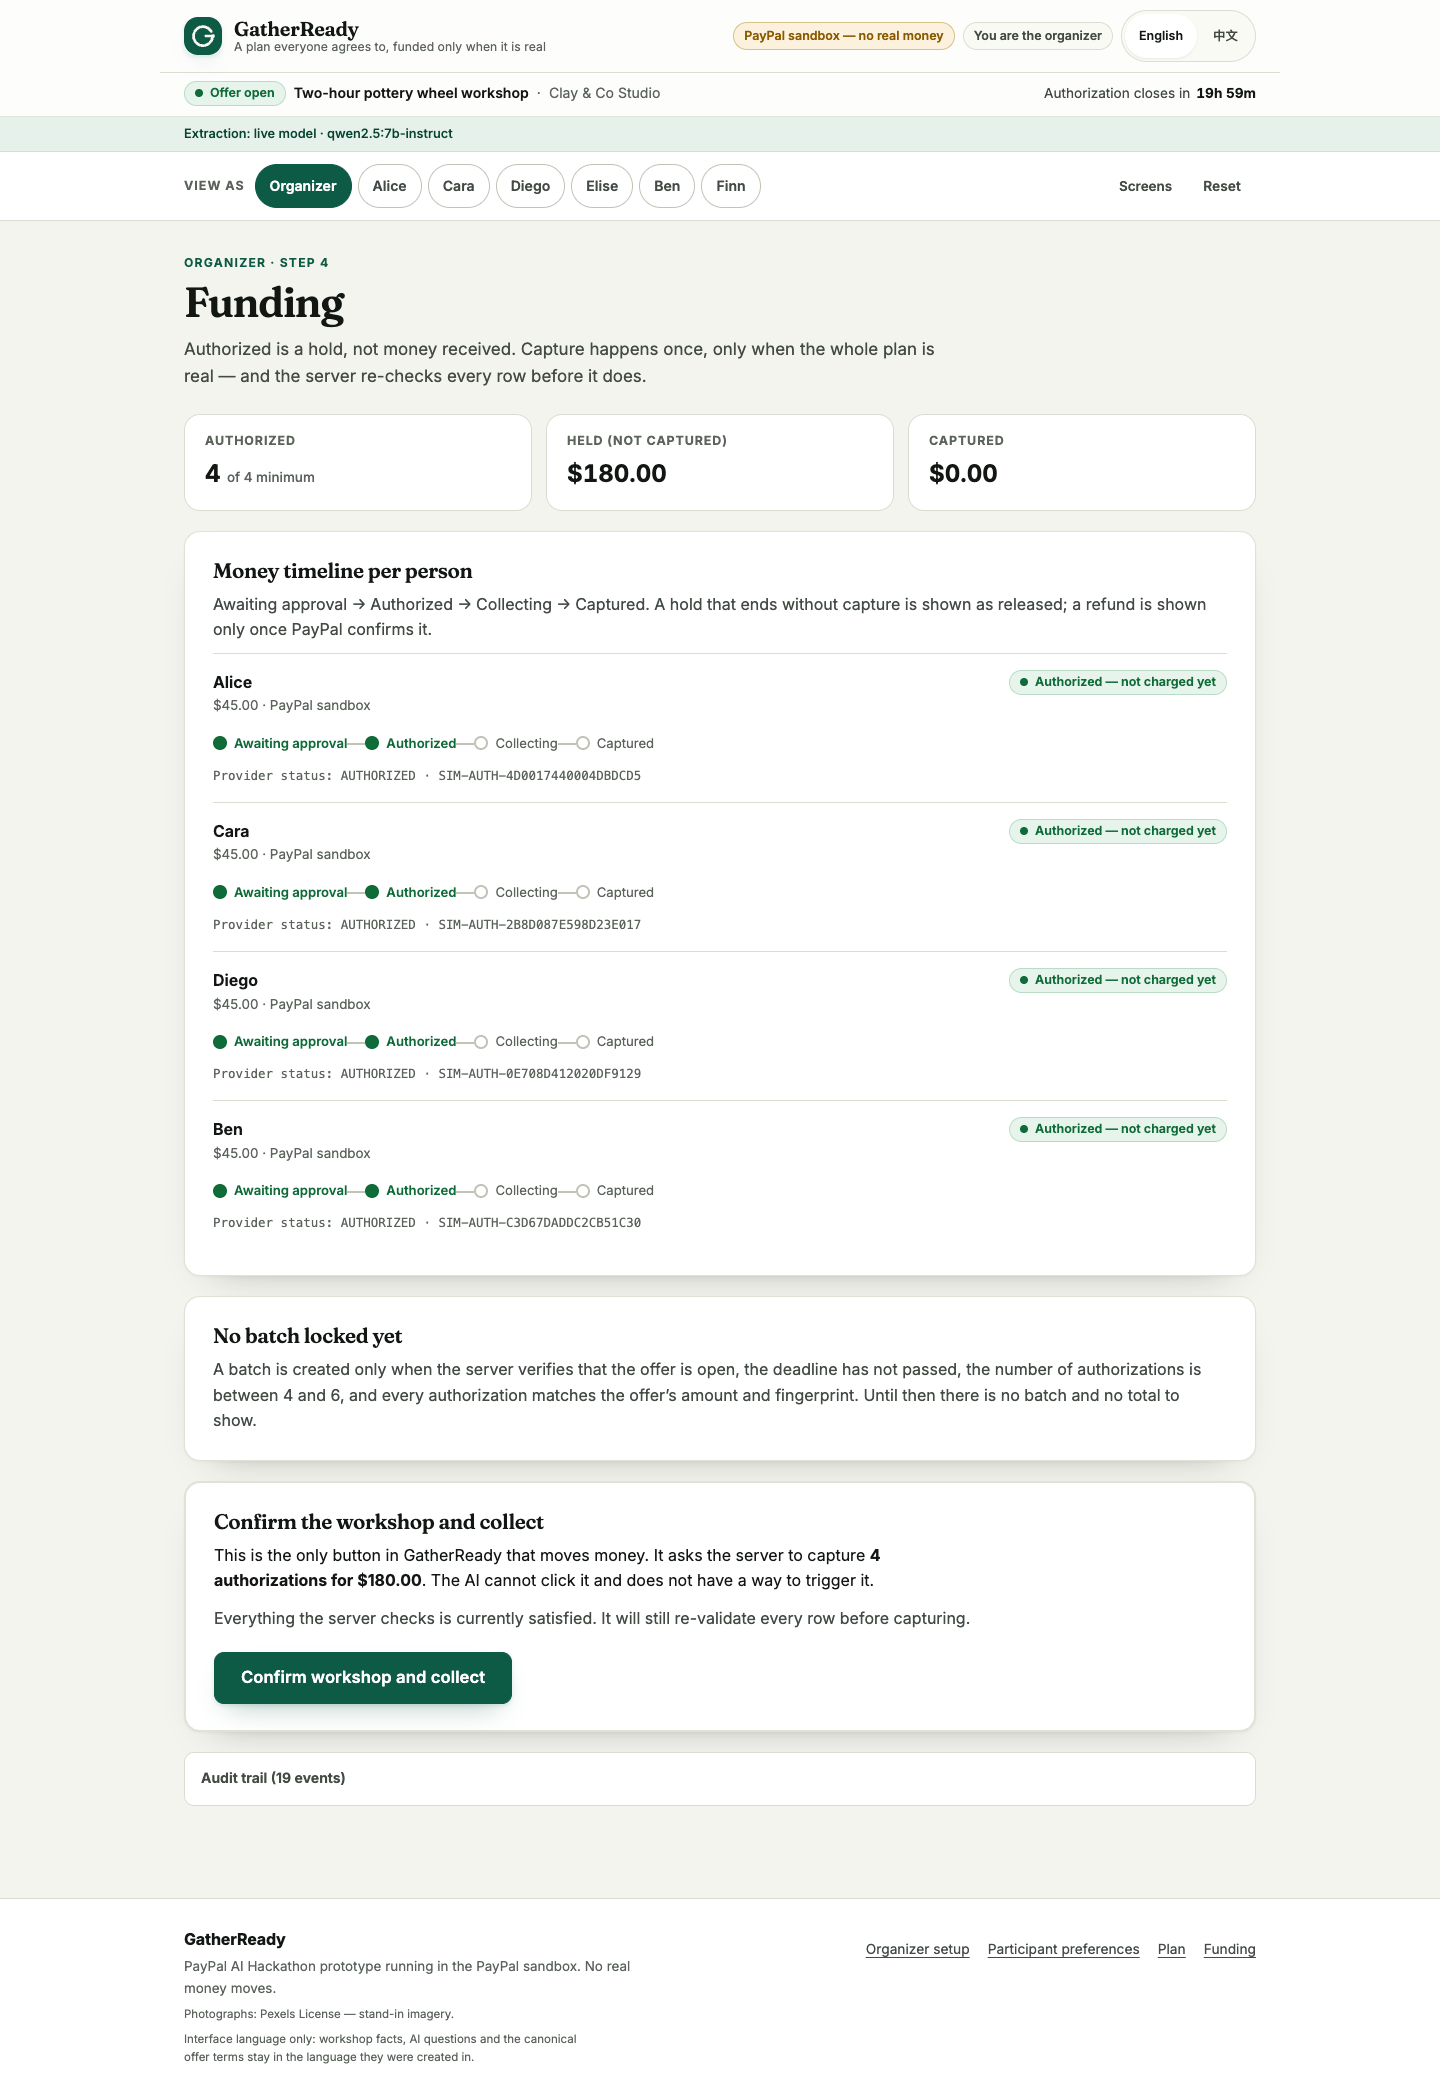 GatherReady
A plan everyone agrees to, funded only when it is real
PayPal sandbox — no real money
You are the organizer
English
中文
Offer open
Two-hour pottery wheel workshop · Clay & Co Studio
Authorization closes in 19h 59m
Extraction: live model · qwen2.5:7b-instruct
VIEW AS
Organizer
Alice
Cara
Diego
Elise
Ben
Finn
Screens
Reset
ORGANIZER · STEP 4
Funding
Authorized is a hold, not money received. Capture happens once, only when the whole plan is
real — and the server re-checks every row before it does.
AUTHORIZED
4 of 4 minimum
HELD (NOT CAPTURED)
$180.00
CAPTURED
$0.00
Money timeline per person
Awaiting approval → Authorized → Collecting → Captured. A hold that ends without capture is shown as released; a refund is shown
only once PayPal confirms it.
Alice
Authorized — not charged yet
$45.00 · PayPal sandbox
Awaiting approval Authorized Collecting Captured
Provider status: AUTHORIZED · SIM-AUTH-4D0017440004DBDCD5
Cara
Authorized — not charged yet
$45.00 · PayPal sandbox
Awaiting approval Authorized Collecting Captured
Provider status: AUTHORIZED · SIM-AUTH-2B8D087E598D23E017
Diego
Authorized — not charged yet
$45.00 · PayPal sandbox
Awaiting approval Authorized Collecting Captured
Provider status: AUTHORIZED · SIM-AUTH-0E708D412020DF9129
Ben
Authorized — not charged yet
$45.00 · PayPal sandbox
Awaiting approval Authorized Collecting Captured
Provider status: AUTHORIZED · SIM-AUTH-C3D67DADDC2CB51C30
No batch locked yet
A batch is created only when the server verifies that the offer is open, the deadline has not passed, the number of authorizations is
between 4 and 6, and every authorization matches the offer’s amount and fingerprint. Until then there is no batch and no total to
show.
Confirm the workshop and collect
This is the only button in GatherReady that moves money. It asks the server to capture 4
authorizations for $180.00. The AI cannot click it and does not have a way to trigger it.
Everything the server checks is currently satisfied. It will still re-validate every row before capturing.
Confirm workshop and collect
Audit trail (19 events)
GatherReady
PayPal AI Hackathon prototype running in the PayPal sandbox. No real
money moves.
Photographs: Pexels License — stand-in imagery.
Interface language only: workshop facts, AI questions and the canonical
offer terms stay in the language they were created in.
Organizer setup
Participant preferences
Plan
Funding